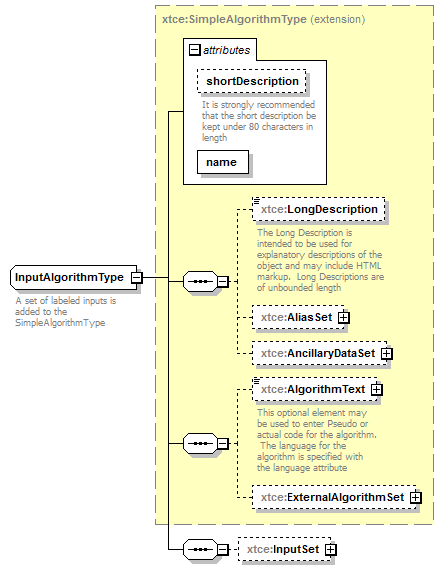 xtce:SimpleAlgorithmType (extension)
attributes
shortDescription
It is strongly recommended
that the short description be
kept under 80 characters in
length
name
xtce:LongDescription
The Long Description is
intended to be used for
explanatory descriptions of the
object and may include HTML
markup.  Long Descriptions are
of unbounded length
InputAlgorithmType
A set of labeled inputs is
added to the
SimpleAlgorithmType
xtce:AliasSet
xtce:AncillaryDataSet
xtce:AlgorithmText
This optional element may
be used to enter Pseudo or
actual code for the algorithm.
The language for the
algorithm is specified with
the language attribute
xtce:ExternalAlgorithmSet
xtce:InputSet